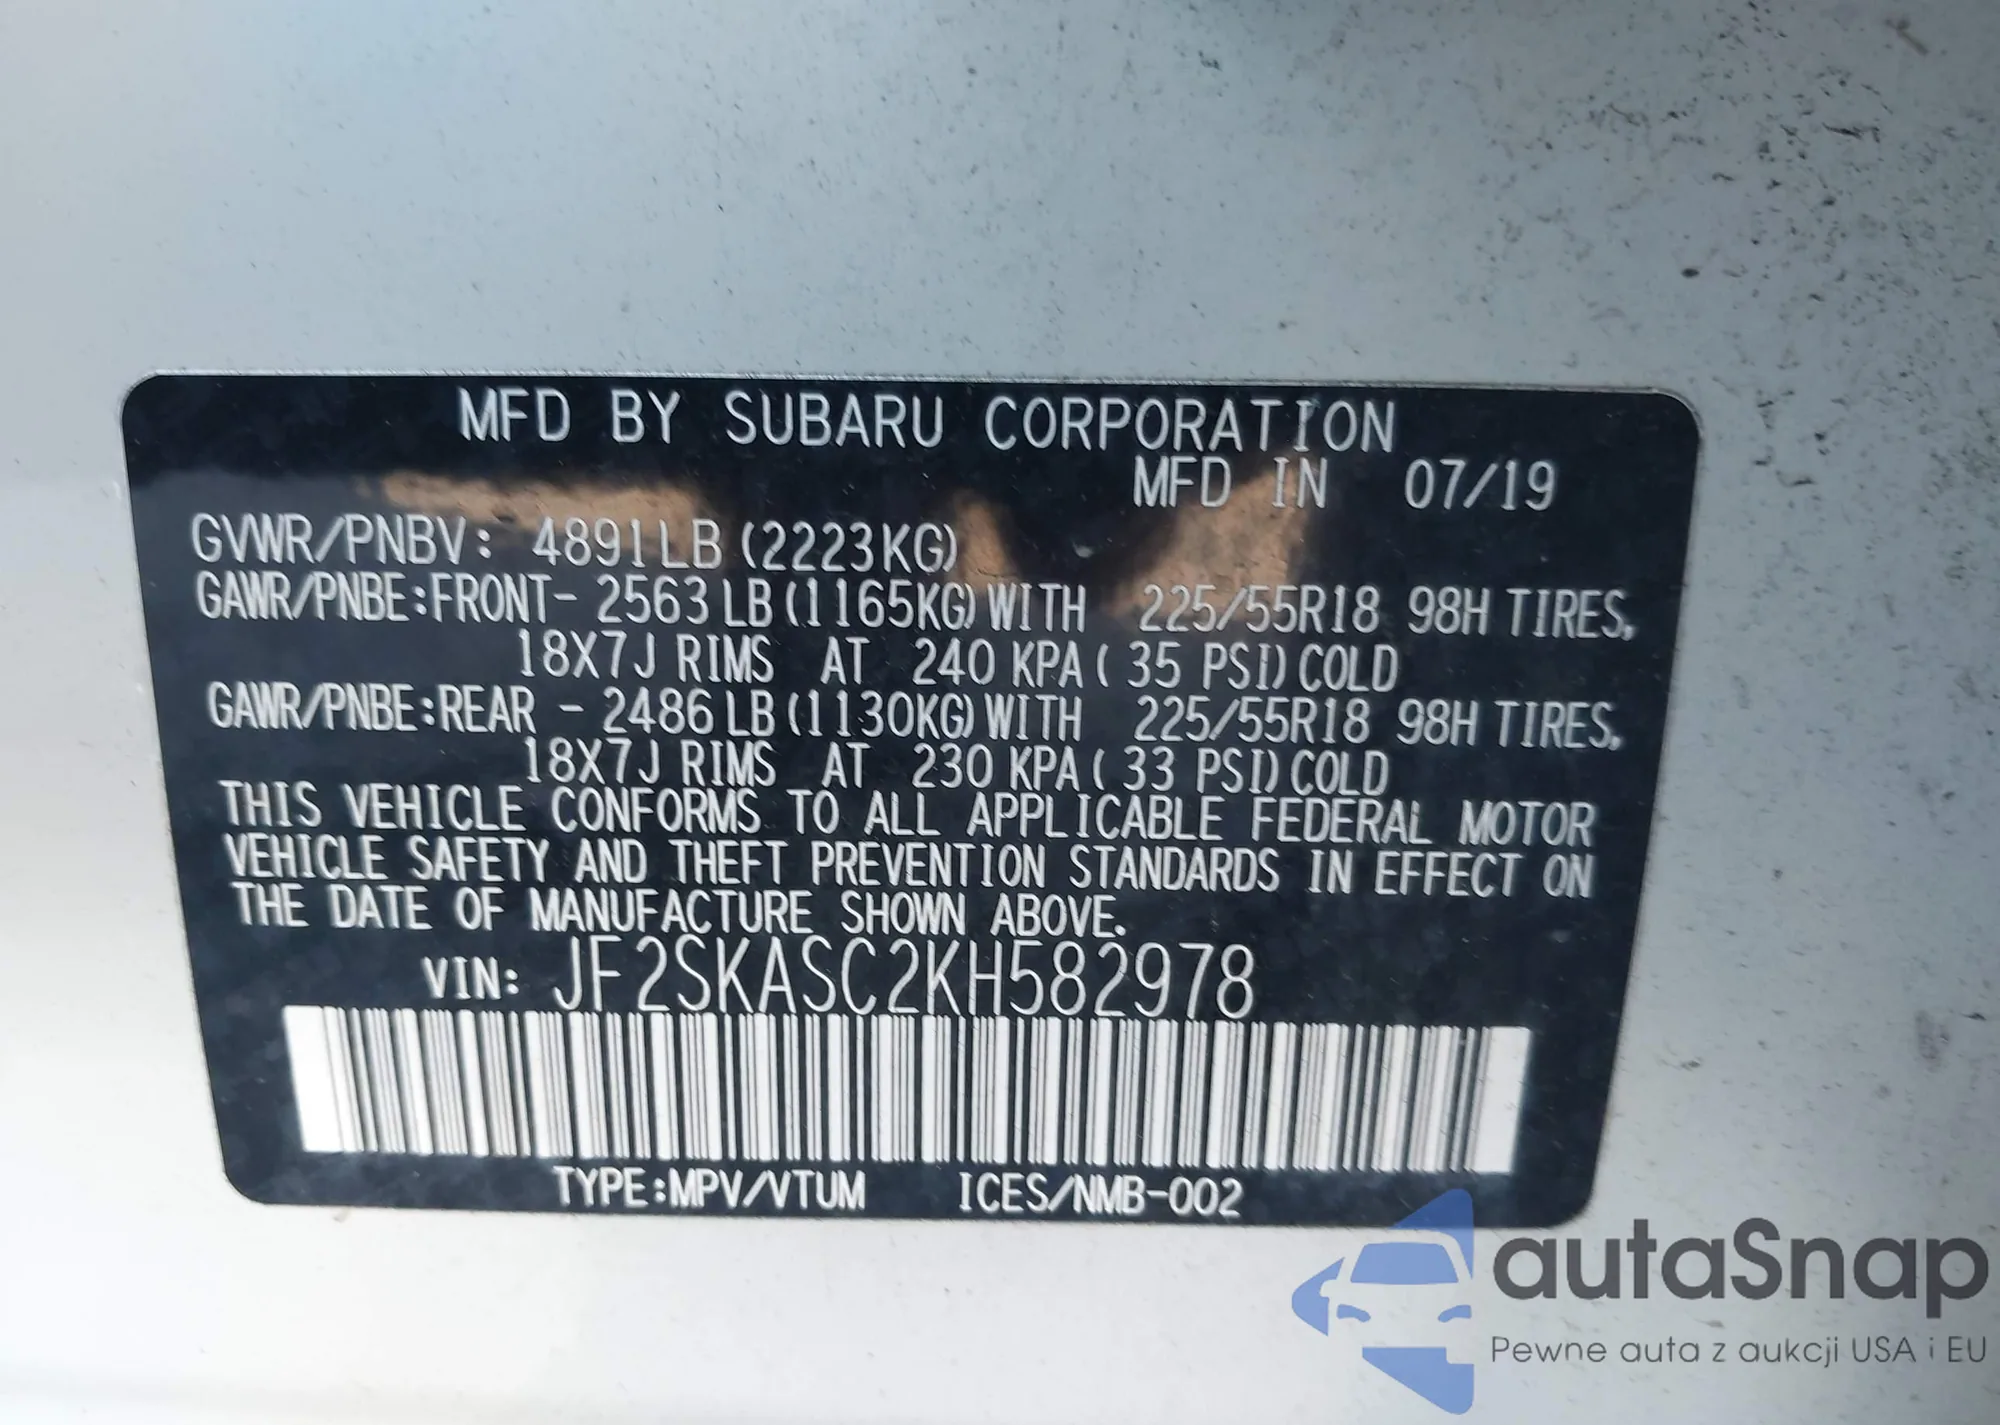 MFD BY SUBARU CORPORATION
MFD IN 07/19
GVWR/PNBV: 4891LB (2223KG)
GAWR/PNBE:FRONT- 2563LB (1165KG) WITH 225/55R18 98H TIRES,
18X7J RIMS AT 240 KPA ( 35 PSI) COLD
GAWR/PNBE:REAR - 2486LB (1130KG) WITH 225/55R18 98H TIRES,
18X7J RIMS AT 230 KPA ( 33 PSI) COLD
THIS VEHICLE CONFORMS TO ALL APPLICABLE FEDERAL MOTOR
VEHICLE SAFETY AND THEFT PREVENTION STANDARDS IN EFFECT ON
THE DATE OF MANUFACTURE SHOWN ABOVE.
VIN: JF2SKASC2KH582978
TYPE:MPV/VTUM ICES/NMB-002
autaSnap
Pewne auta z aukcji USA i EU